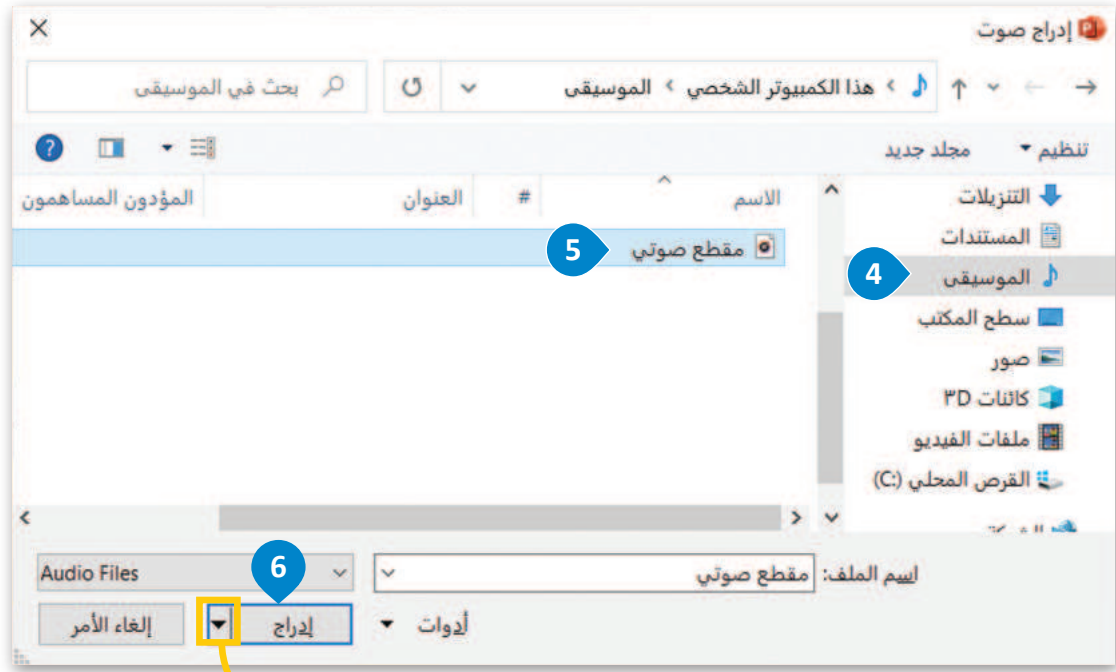 إدراج صوت
هذا الكمبيوتر الشخصي › الموسيقى
بحث في الموسيقى
تنظيم
مجلد جديد
?
الاسم
#
العنوان
المؤدون المساهمون
التنزيلات
المستندات
الموسيقى
4
سطح المكتب
صور
كائنات ٣D
ملفات الفيديو
القرص المحلي (C:)
مقطع صوتي
5
اسم الملف:
مقطع صوتي
Audio Files
6
أدوات
إدراج
إلغاء الأمر